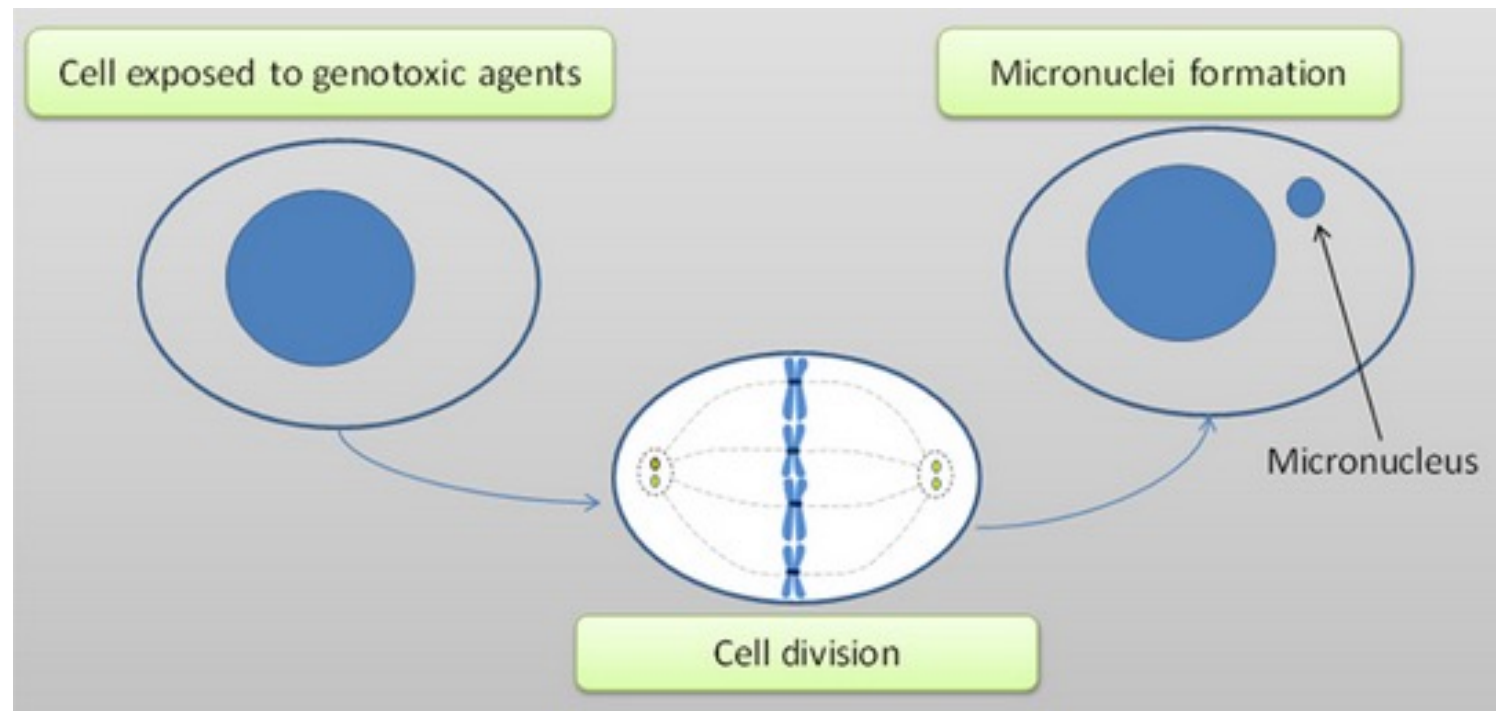 Cell exposed to genotoxic agents
Micronuclei formation
Micronucleus
Cell division